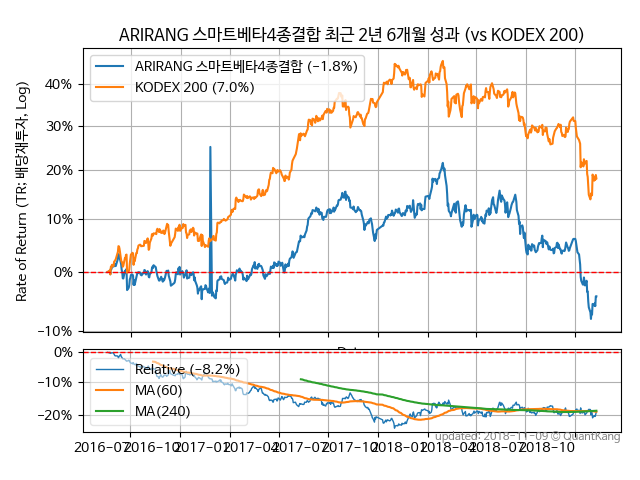 ARIRANG 스마트베타4종결합 최근 2년 6개월 성과 (vs KODEX 200)
ARIRANG 스마트베타4종결합 (−1.8%)
KODEX 200 (7.0%)
Rate of Return (TR: 배당재투자, Log)
40%
30%
20%
10%
0%
−10%
0%
−10%
−20%
Relative (−8.2%)
MA(60)
MA(240)
updated: 2018-11-09 © QuantKang
2016-07
2016-10
2017-01
2017-04
2017-07
2017-10
2018-01
2018-04
2018-07
2018-10